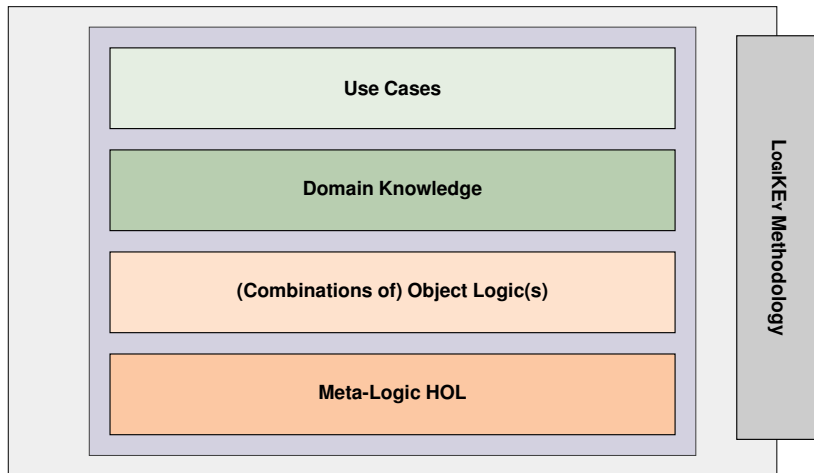 Use Cases
Domain Knowledge
(Combinations of) Object Logic(s)
Meta-Logic HOL
LogiKEy Methodology